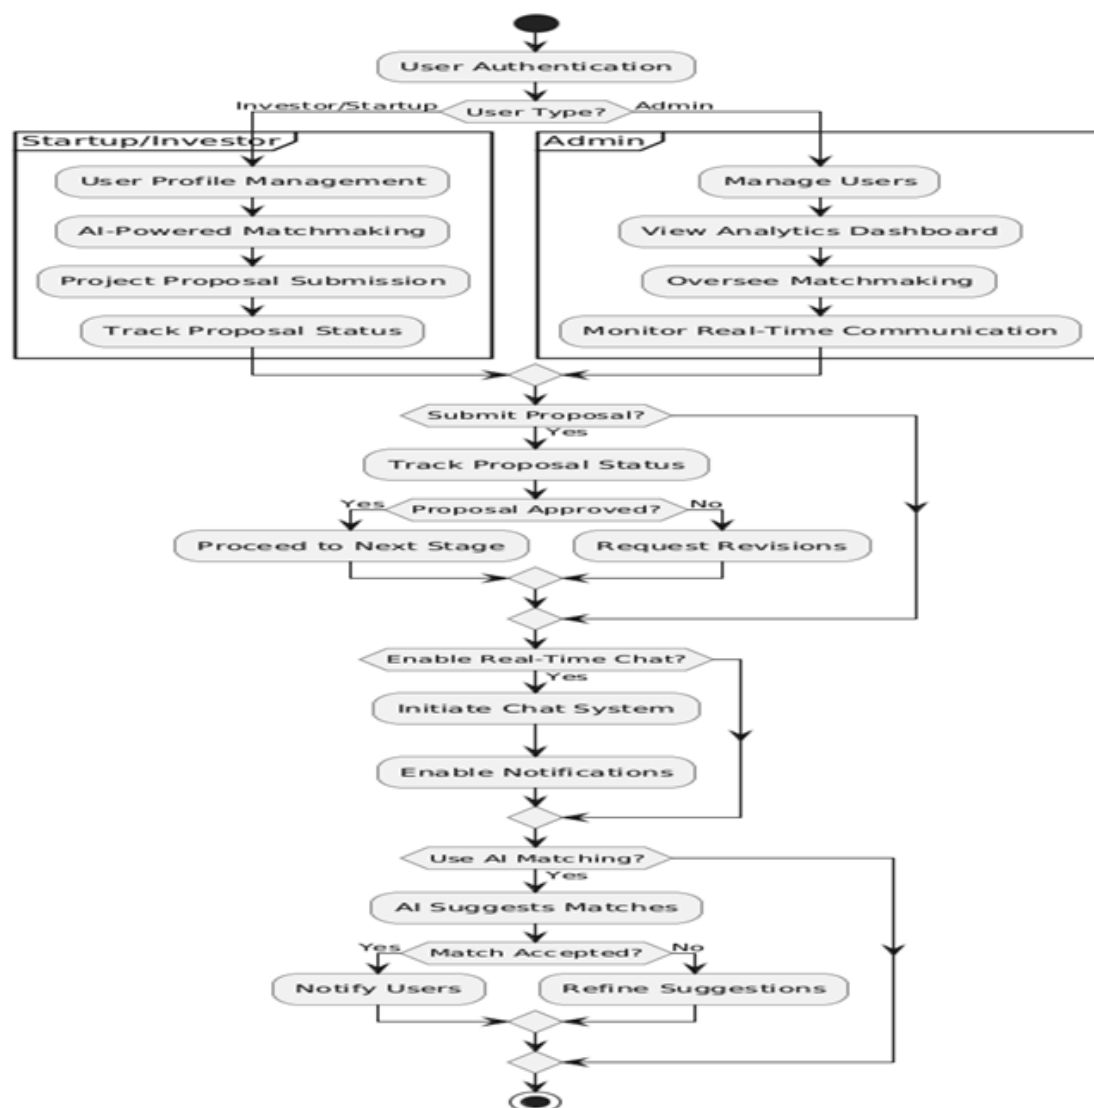 User Authentication
User Type?
Investor/Startup
Admin
Startup/Investor
User Profile Management
AI-Powered Matchmaking
Project Proposal Submission
Track Proposal Status
Admin
Manage Users
View Analytics Dashboard
Oversee Matchmaking
Monitor Real-Time Communication
Submit Proposal?
Yes
Track Proposal Status
Proposal Approved?
Yes
No
Proceed to Next Stage
Request Revisions
Enable Real-Time Chat?
Yes
Initiate Chat System
Enable Notifications
Use AI Matching?
Yes
AI Suggests Matches
Match Accepted?
Yes
No
Notify Users
Refine Suggestions